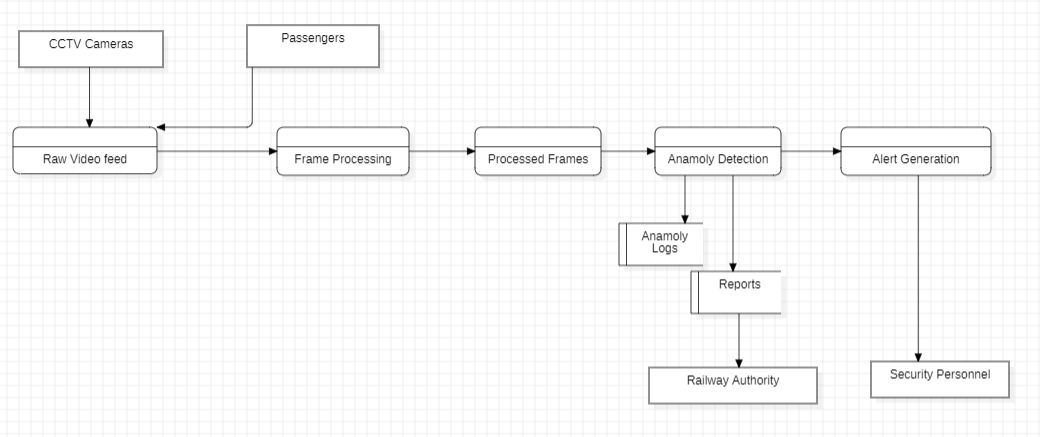 CCTV Cameras
Passengers
Raw Video feed
Frame Processing
Processed Frames
Anamoly Detection
Alert Generation
Anamoly
Logs
Reports
Railway Authority
Security Personnel